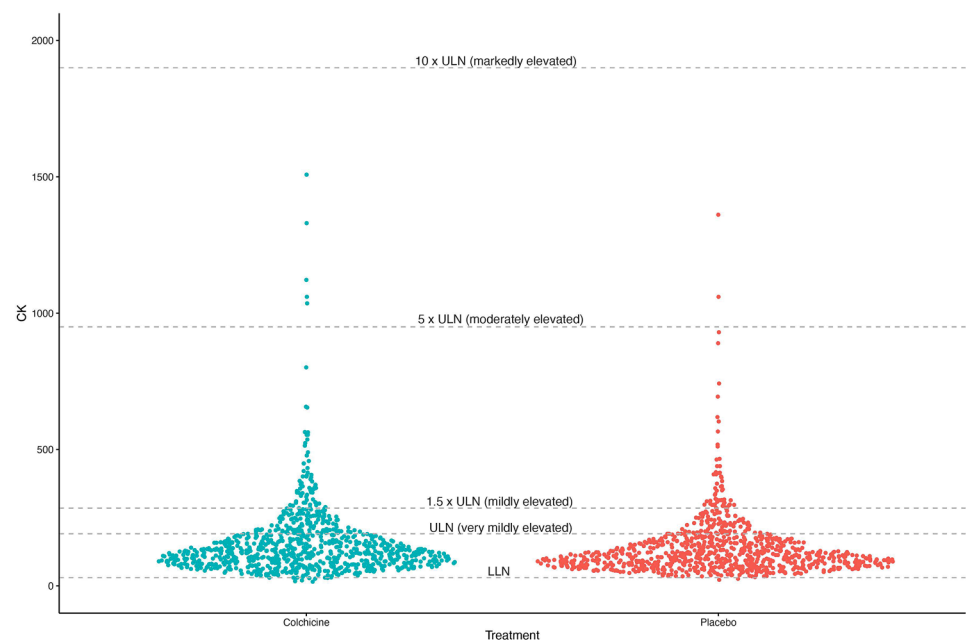 2000
10 x ULN (markedly elevated)
1500
CK
1000
5 x ULN (moderately elevated)
500
1.5 x ULN (mildly elevated)
ULN (very mildly elevated)
LLN
0
Colchicine
Placebo
Treatment